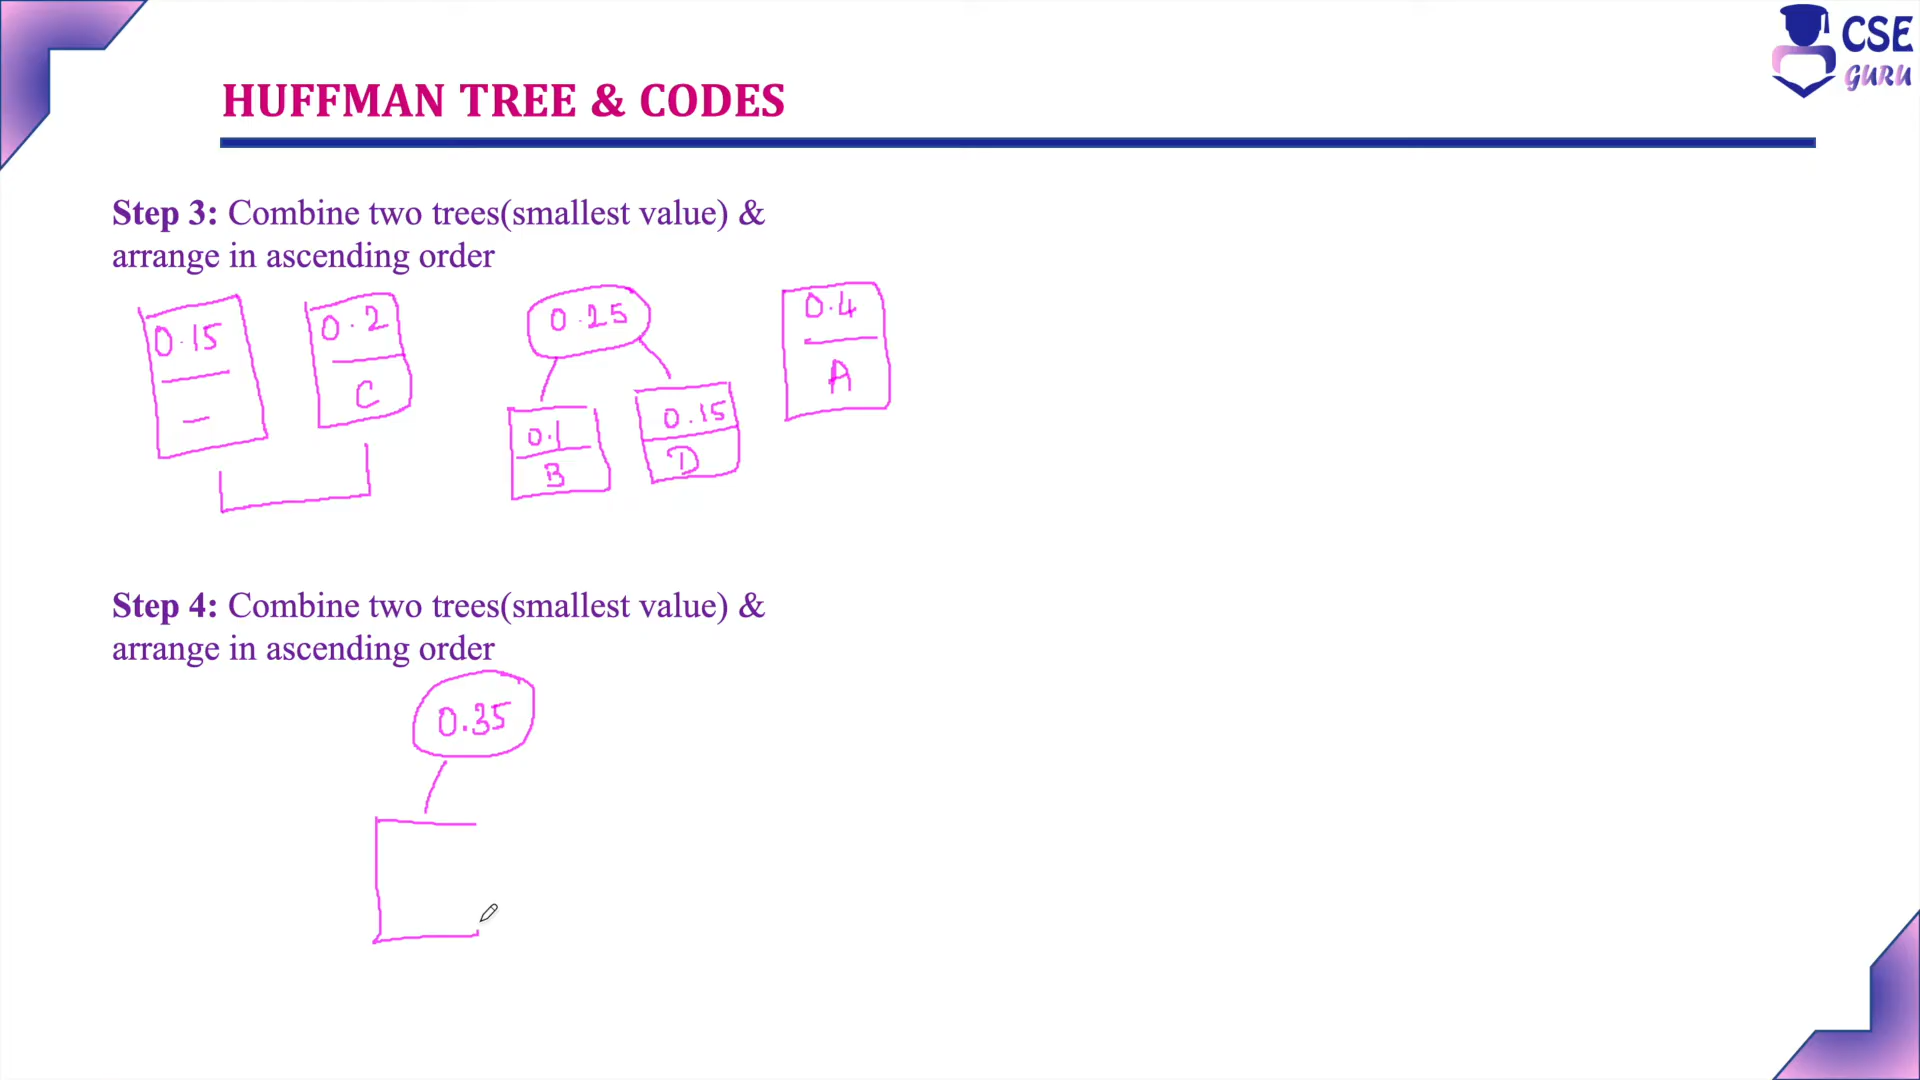 CSE
GURU
HUFFMAN TREE & CODES
Step 3: Combine two trees(smallest value) &
arrange in ascending order
0.15 0.2 0.25 0.4
– C A
0.1 0.15
B D
Step 4: Combine two trees(smallest value) &
arrange in ascending order
0.35